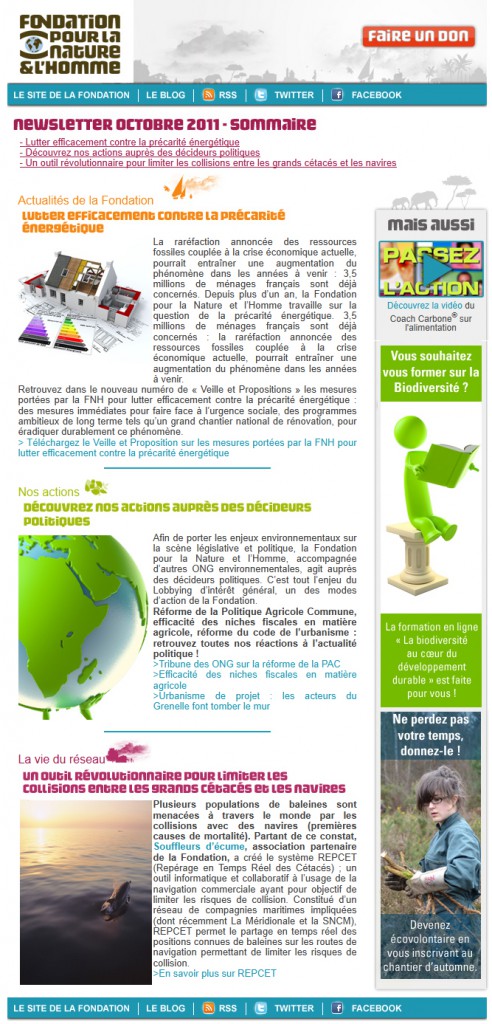 FONDATION
POUR LA
NATURE
& L'HOMME
FAIRE UN DON
LE SITE DE LA FONDATION | LE BLOG | RSS | TWITTER | FACEBOOK
NEWSLETTER OCTOBRE 2011 - SOMMAIRE
- Lutter efficacement contre la précarité énergétique
- Découvrez nos actions auprès des décideurs politiques
- Un outil révolutionnaire pour limiter les collisions entre les grands cétacés et les navires
Actualités de la Fondation
LUTTER EFFICACEMENT CONTRE LA PRÉCARITÉ
ÉNERGÉTIQUE
La raréfaction annoncée des ressources
fossiles couplée à la crise économique actuelle,
pourrait entraîner une augmentation du
phénomène dans les années à venir : 3,5
millions de ménages français sont déjà
concernés. Depuis plus d'un an, la Fondation
pour la Nature et l'Homme travaille sur la
question de la précarité énergétique. 3,5
millions de ménages français sont déjà
concernés : la raréfaction annoncée des
ressources fossiles couplée à la crise
économique actuelle, pourrait entraîner une
augmentation du phénomène dans les années
à venir.
Retrouvez dans le nouveau numéro de « Veille et Propositions » les mesures
portées par la FNH pour lutter efficacement contre la précarité énergétique :
des mesures immédiates pour faire face à l'urgence sociale, des programmes
ambitieux de long terme tels qu'un grand chantier national de rénovation, pour
éradiquer durablement ce phénomène.
> Téléchargez le Veille et Proposition sur les mesures portées par la FNH pour
lutter efficacement contre la précarité énergétique
Nos actions
DÉCOUVREZ NOS ACTIONS AUPRÈS DES DÉCIDEURS
POLITIQUES
Afin de porter les enjeux environnementaux sur
la scène législative et politique, la Fondation
pour la Nature et l'Homme, accompagnée
d'autres ONG environnementales, agit auprès
des décideurs politiques. C'est tout l'enjeu du
Lobbying d'intérêt général, un des modes
d'action de la Fondation.
Réforme de la Politique Agricole Commune,
efficacité des niches fiscales en matière
agricole, réforme du code de l'urbanisme :
retrouvez toutes nos réactions à l'actualité
politique !
>Tribune des ONG sur la réforme de la PAC
>Efficacité des niches fiscales en matière
agricole
>Urbanisme de projet : les acteurs du
Grenelle font tomber le mur
La vie du réseau
UN OUTIL RÉVOLUTIONNAIRE POUR LIMITER LES
COLLISIONS ENTRE LES GRANDS CÉTACÉS ET LES NAVIRES
Plusieurs populations de baleines sont
menacées à travers le monde par les
collisions avec des navires (premières
causes de mortalité). Partant de ce constat,
Souffleurs d'écume, association partenaire
de la Fondation, a créé le système REPCET
(Repérage en Temps Réel des Cétacés) ; un
outil informatique et collaboratif à l'usage de la
navigation commerciale ayant pour objectif de
limiter les risques de collision. Constitué d'un
réseau de compagnies maritimes impliquées
(dont récemment La Méridionale et la SNCM),
REPCET permet le partage en temps réel des
positions connues de baleines sur les routes de
navigation permettant de limiter les risques de
collision.
>En savoir plus sur REPCET
MAIS AUSSI
PASSEZ
L'ACTION
Découvrez la vidéo du
Coach Carbone® sur
l'alimentation
Vous souhaitez
vous former sur la
Biodiversité ?
La formation en ligne
« La biodiversité
au cœur du
développement
durable » est faite
pour vous !
Ne perdez pas
votre temps,
donnez-le !
Devenez
écovolontaire en
vous inscrivant au
chantier d'automne.
LE SITE DE LA FONDATION | LE BLOG | RSS | TWITTER | FACEBOOK